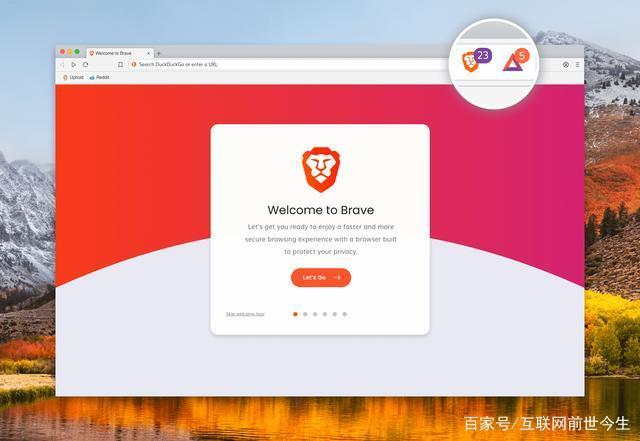 Welcome to Brave
23
5
Search DuckDuckGo or enter a URL
Uphold
Reddit
Welcome to Brave
Let's get you ready to enjoy a faster and more
secure browsing experience with a browser built
to protect your privacy.
Let's Go
Skip welcome tour
百家号/互联网前世今生